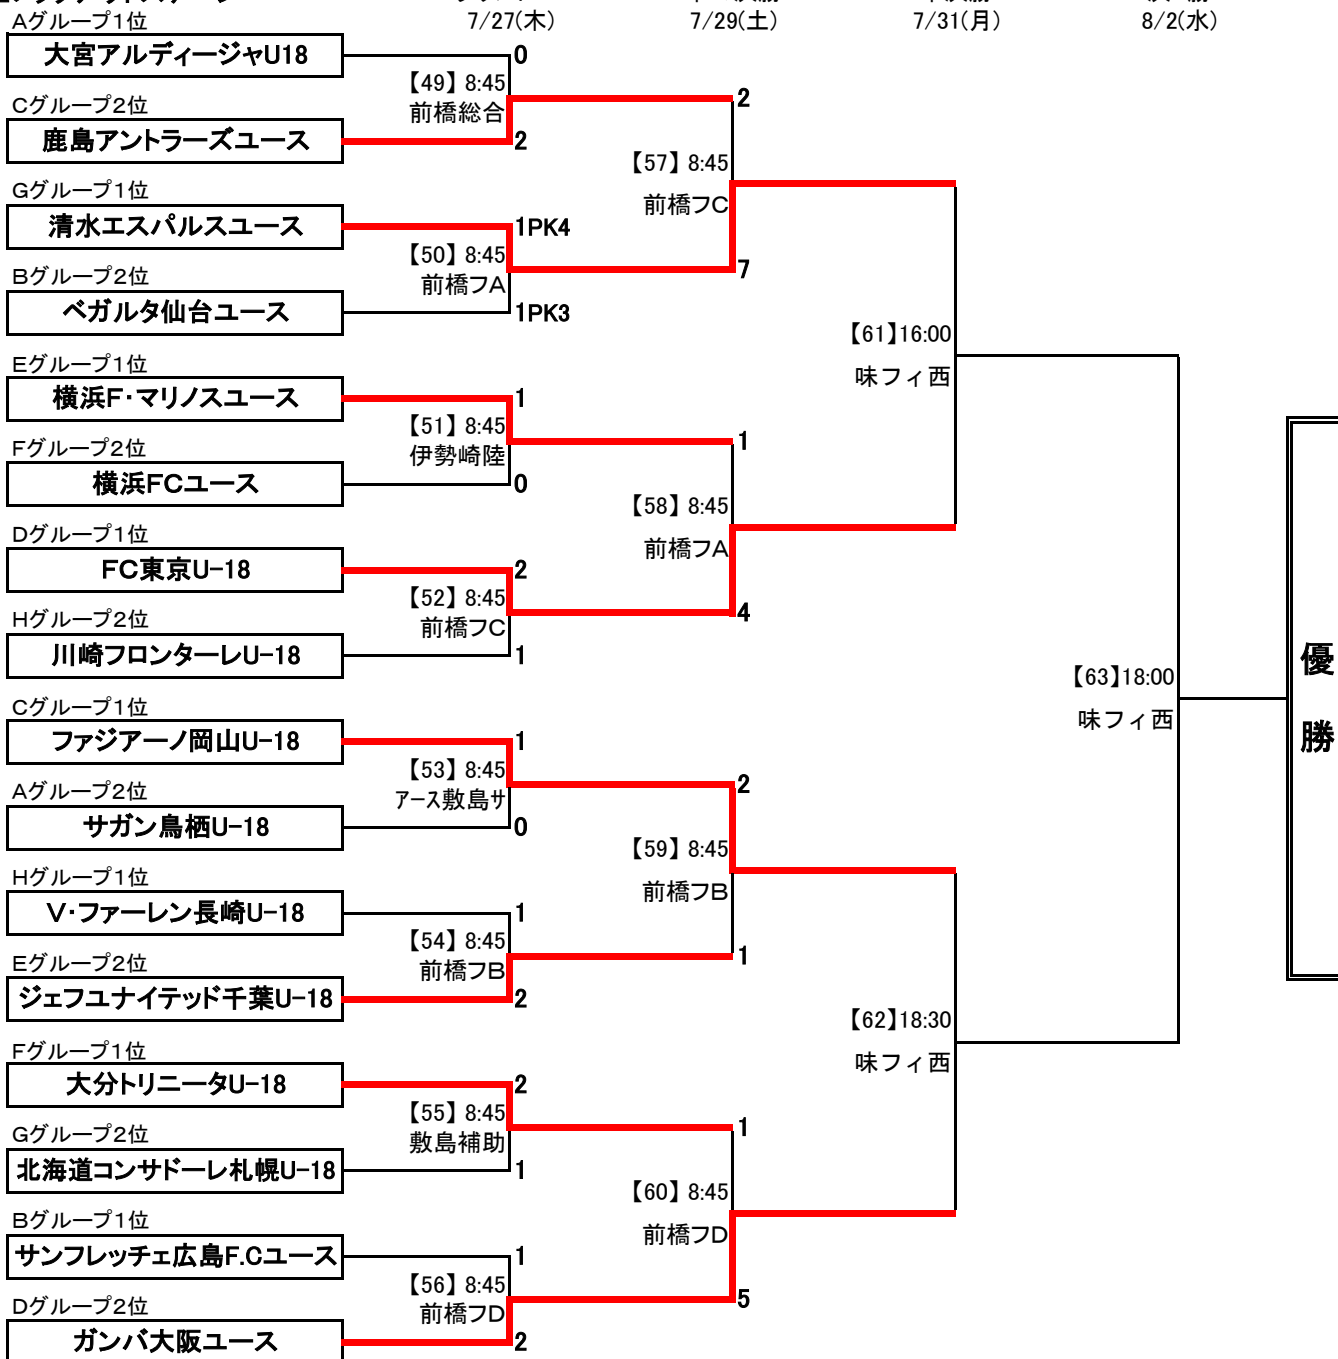 7/27(木)
7/29(土)
7/31(月)
8/2(水)
Aグループ1位
大宮アルディージャU18
0
【49】 8:45
前橋総合
Cグループ2位
鹿島アントラーズユース
2
2
【57】 8:45
前橋フC
Gグループ1位
清水エスパルスユース
1PK4
【50】 8:45
前橋フA
7
Bグループ2位
ベガルタ仙台ユース
1PK3
【61】16:00
味フィ西
Eグループ1位
横浜F・マリノスユース
1
【51】 8:45
伊勢崎陸
1
Fグループ2位
横浜FCユース
0
【58】 8:45
前橋フA
Dグループ1位
FC東京U-18
2
【52】 8:45
前橋フC
4
Hグループ2位
川崎フロンターレU-18
1
【63】18:00
味フィ西
優
勝
Cグループ1位
ファジアーノ岡山U-18
1
【53】 8:45
アース敷島サ
2
Aグループ2位
サガン鳥栖U-18
0
【59】 8:45
前橋フB
Hグループ1位
V・ファーレン長崎U-18
1
【54】 8:45
前橋フB
1
Eグループ2位
ジェフユナイテッド千葉U-18
2
【62】18:30
味フィ西
Fグループ1位
大分トリニータU-18
2
【55】 8:45
敷島補助
1
Gグループ2位
北海道コンサドーレ札幌U-18
1
【60】 8:45
前橋フD
Bグループ1位
サンフレッチェ広島F.Cユース
1
【56】 8:45
前橋フD
5
Dグループ2位
ガンバ大阪ユース
2